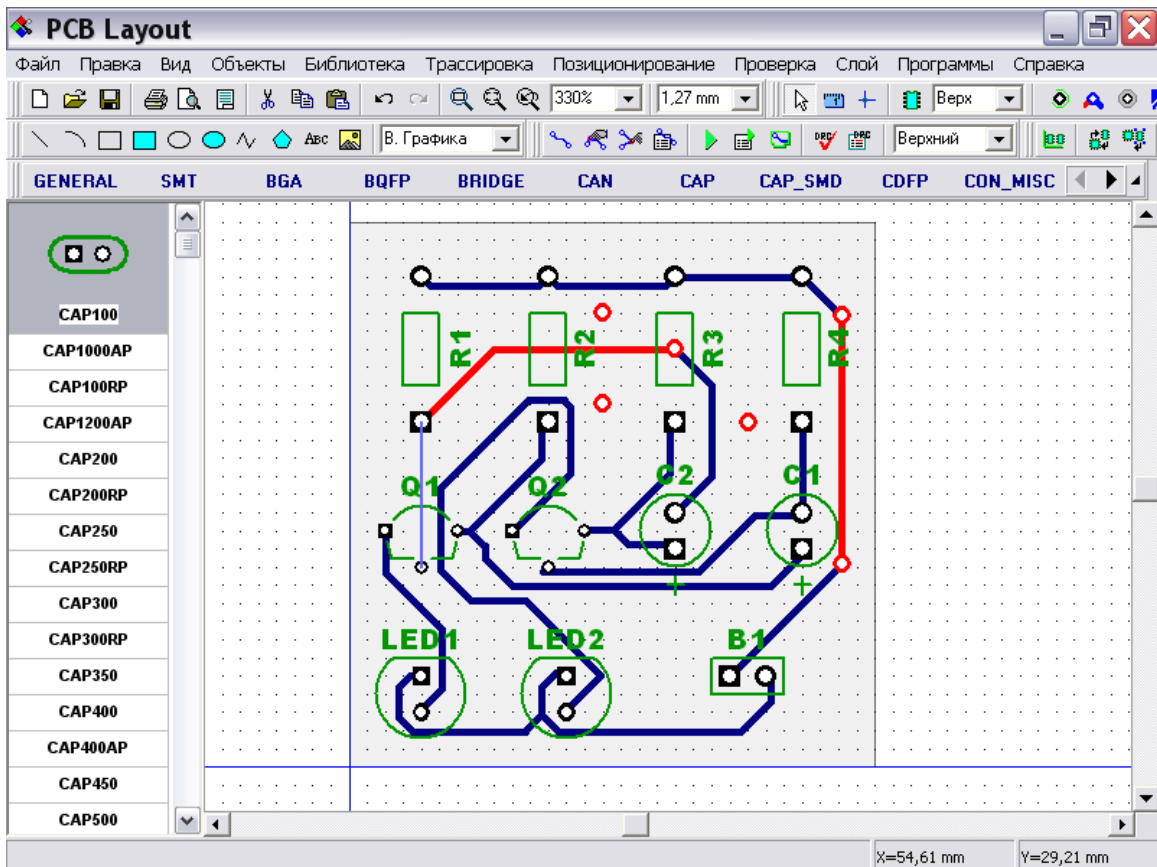 PCB Layout
Файл Правка Вид Объекты Библиотека Трассировка Позиционирование Проверка Слой Программы Справка
330% 1,27 mm Верх
Abc В. Графика DRC DRC Верхний
GENERAL SMT BGA BQFP BRIDGE CAN CAP CAP_SMD CDFP CON_MISC
CAP100
CAP1000AP
CAP100RP
CAP1200AP
CAP200
CAP200RP
CAP250
CAP250RP
CAP300
CAP300RP
CAP350
CAP400
CAP400AP
CAP450
CAP500
R1 R2 R3 R4
Q1 Q2 C2 C1
+ +
LED1 LED2 B1
X=54,61 mm Y=29,21 mm